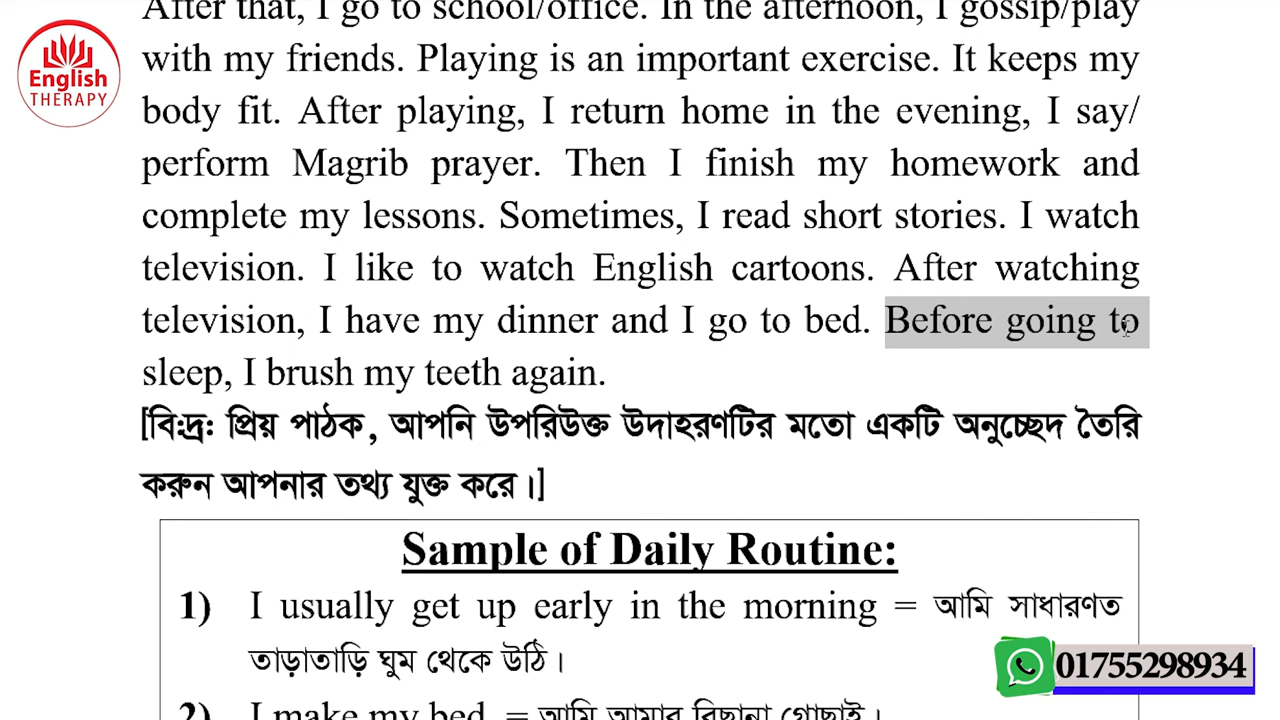 After that, I go to school/office. In the afternoon, I gossip/play
with my friends. Playing is an important exercise. It keeps my
body fit. After playing, I return home in the evening, I say/
perform Magrib prayer. Then I finish my homework and
complete my lessons. Sometimes, I read short stories. I watch
television. I like to watch English cartoons. After watching
television, I have my dinner and I go to bed. Before going to
sleep, I brush my teeth again.
[বি:দ্র: প্রিয় পাঠক, আপনি উপরিউক্ত উদাহরণটির মতো একটি অনুচ্ছেদ তৈরি
করুন আপনার তথ্য যুক্ত করে।]
Sample of Daily Routine:
1) I usually get up early in the morning = আমি সাধারণত
তাড়াতাড়ি ঘুম থেকে উঠি।
2) I make my bed = আমি আমার বিছানা গোছাই।
English
THERAPY
01755298934